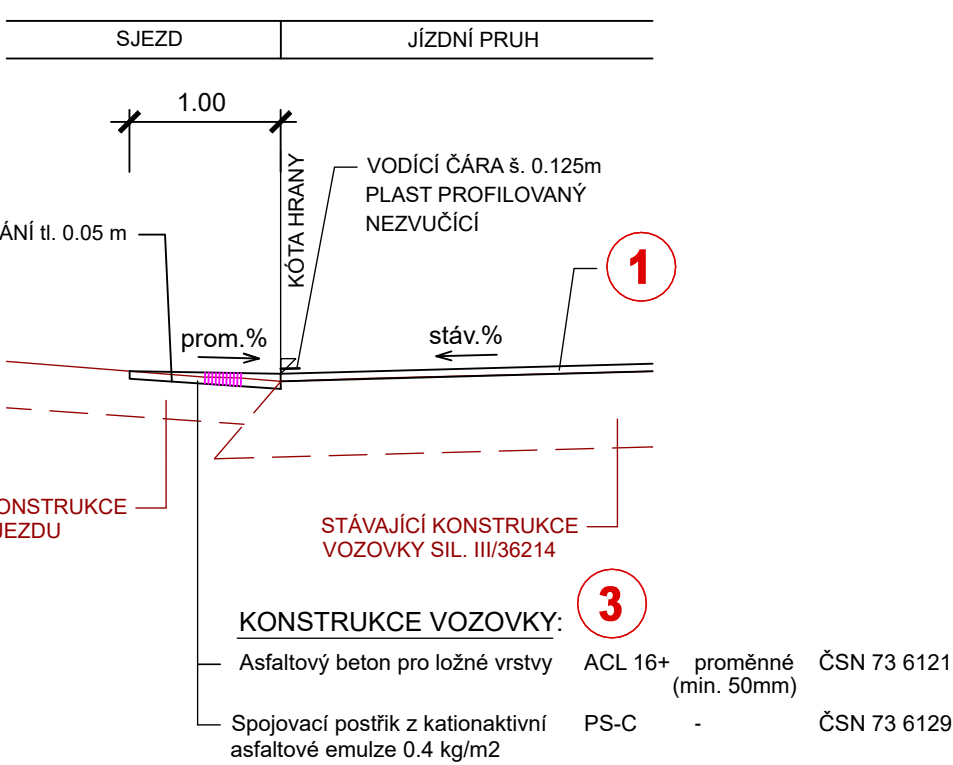 SJEZD
JÍZDNÍ PRUH
1.00
KÓTA HRANY
VODÍCÍ ČÁRA š. 0.125m
PLAST PROFILOVANÝ
NEZVUČÍCÍ
ÁNÍ tl. 0.05 m
1
prom.%
stáv.%
ONSTRUKCE
JEZDU
STÁVAJÍCÍ KONSTRUKCE
VOZOVKY SIL. III/36214
KONSTRUKCE VOZOVKY:
3
Asfaltový beton pro ložné vrstvy ACL 16+ proměnné ČSN 73 6121
(min. 50mm)
Spojovací postřik z kationaktivní PS-C - ČSN 73 6129
asfaltové emulze 0.4 kg/m2